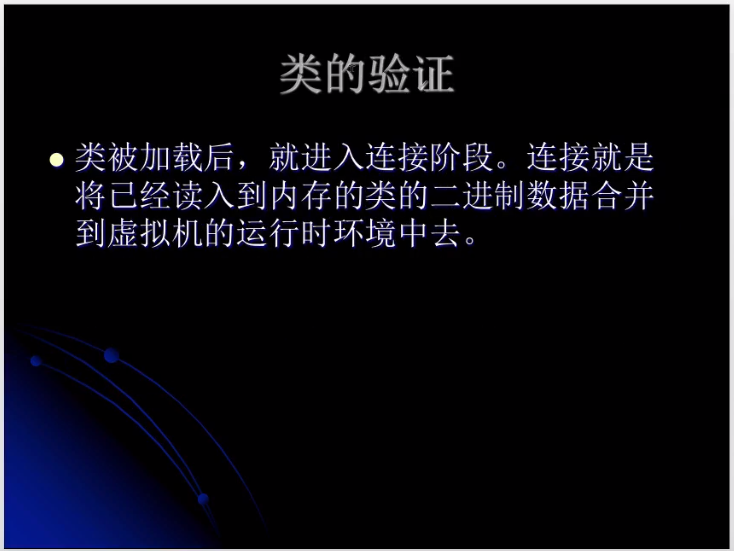 类的验证
类被加载后，就进入连接阶段。连接就是
将已经读入到内存的类的二进制数据合并
到虚拟机的运行时环境中去。